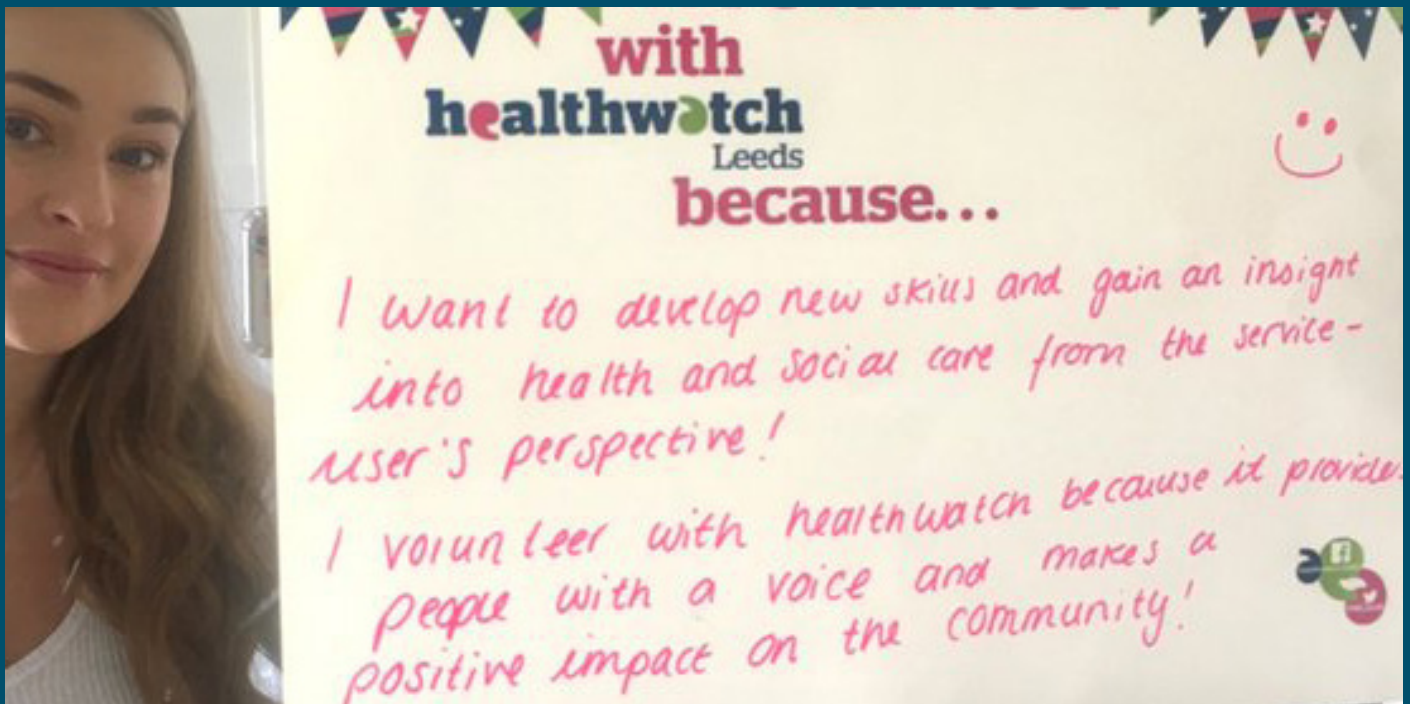 with
healthwatch
Leeds
because...
I want to develop new skills and gain an insight
into health and social care from the service-
user's perspective!
I volunteer with healthwatch because it provides
people with a voice and makes a
positive impact on the community!